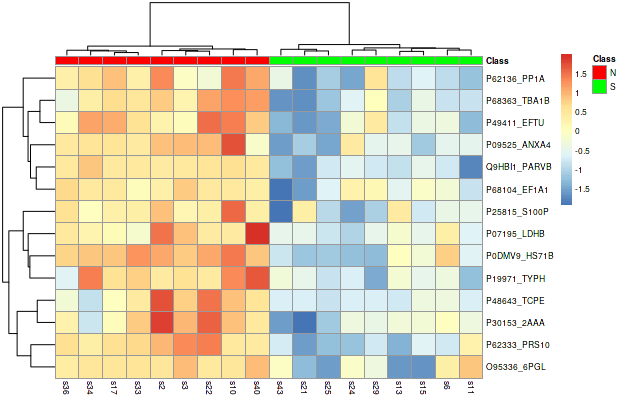 Class
P62136_PP1A
P68363_TBA1B
P49411_EFTU
P09525_ANXA4
Q9HBI1_PARVB
P68104_EF1A1
P25815_S100P
P07195_LDHB
P0DMV9_HS71B
P19971_TYPH
P48643_TCPE
P30153_2AAA
P62333_PRS10
O95336_6PGL
s36 s34 s17 s33 s2 s3 s22 s10 s40 s43 s21 s25 s24 s29 s13 s15 s6 s11
1.5
1
0.5
0
-0.5
-1
-1.5
Class
N
S